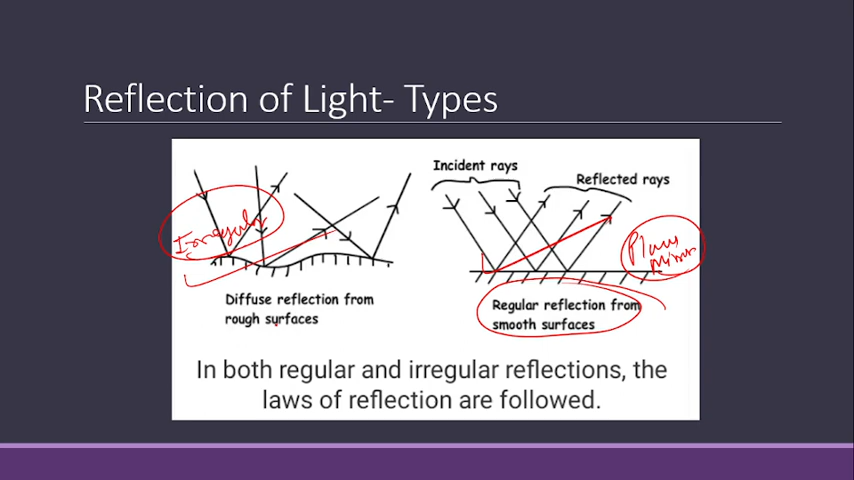 Reflection of Light- Types
Incident rays
Reflected rays
Irregular
Plane
Mirror
Diffuse reflection from
rough surfaces
Regular reflection from
smooth surfaces
In both regular and irregular reflections, the
laws of reflection are followed.